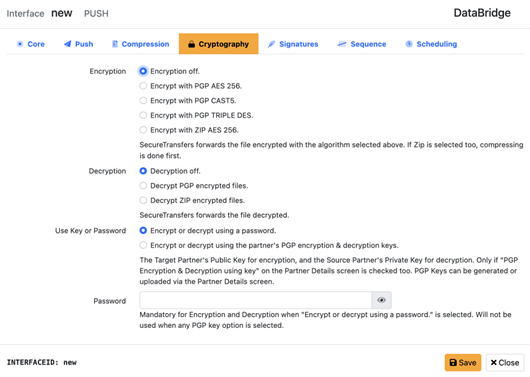 Interface new PUSH DataBridge
Core Push Compression Cryptography Signatures Sequence Scheduling
Encryption Encryption off.
Encrypt with PGP AES 256.
Encrypt with PGP CAST5.
Encrypt with PGP TRIPLE DES.
Encrypt with ZIP AES 256.
SecureTransfers forwards the file encrypted with the algorithm selected above. If Zip is selected too, compressing
is done first.
Decryption Decryption off.
Decrypt PGP encrypted files.
Decrypt ZIP encrypted files.
SecureTransfers forwards the file decrypted.
Use Key or Password Encrypt or decrypt using a password.
Encrypt or decrypt using the partner's PGP encryption & decryption keys.
The Target Partner's Public Key for encryption, and the Source Partner's Private Key for decryption. Only if "PGP
Encryption & Decryption using key" on the Partner Details screen is checked too. PGP Keys can be generated or
uploaded via the Partner Details screen.
Password
Mandatory for Encryption and Decryption when "Encrypt or decrypt using a password." is selected. Will not be
used when any PGP key option is selected.
INTERFACEID: new Save Close